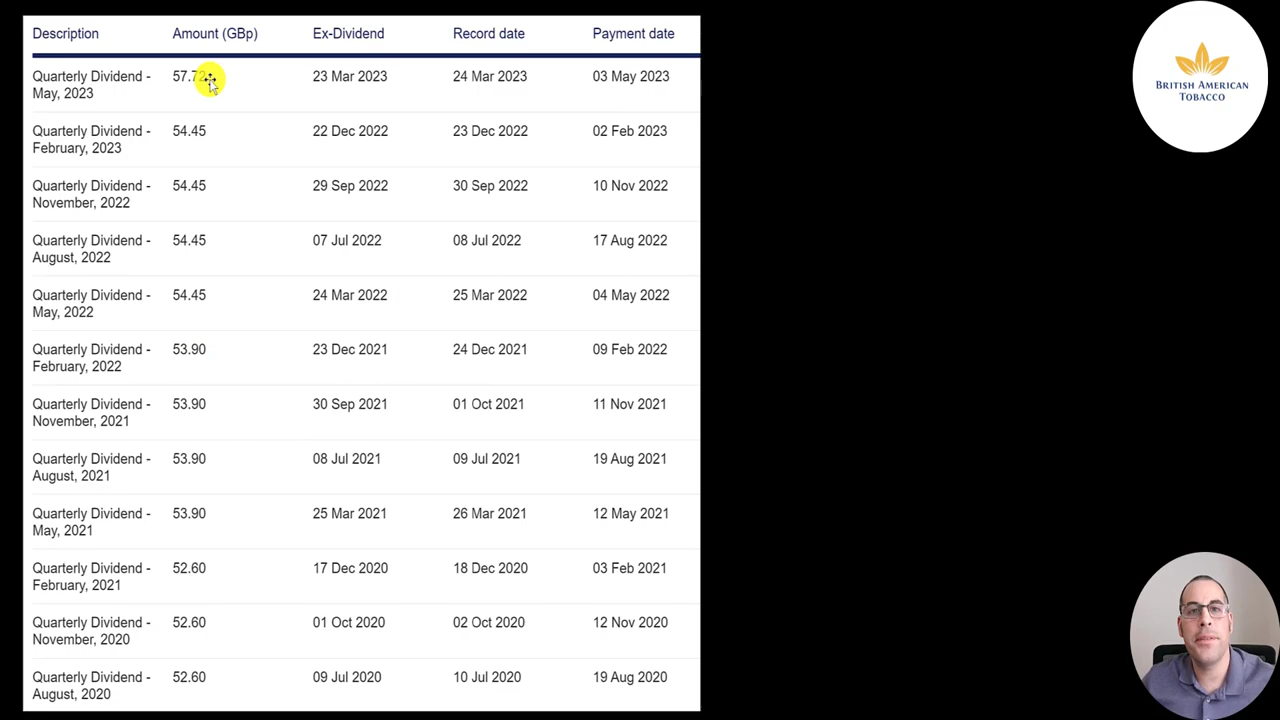 Description Amount (GBp) Ex-Dividend Record date Payment date
Quarterly Dividend - 57.72 23 Mar 2023 24 Mar 2023 03 May 2023
May, 2023
Quarterly Dividend - 54.45 22 Dec 2022 23 Dec 2022 02 Feb 2023
February, 2023
Quarterly Dividend - 54.45 29 Sep 2022 30 Sep 2022 10 Nov 2022
November, 2022
Quarterly Dividend - 54.45 07 Jul 2022 08 Jul 2022 17 Aug 2022
August, 2022
Quarterly Dividend - 54.45 24 Mar 2022 25 Mar 2022 04 May 2022
May, 2022
Quarterly Dividend - 53.90 23 Dec 2021 24 Dec 2021 09 Feb 2022
February, 2022
Quarterly Dividend - 53.90 30 Sep 2021 01 Oct 2021 11 Nov 2021
November, 2021
Quarterly Dividend - 53.90 08 Jul 2021 09 Jul 2021 19 Aug 2021
August, 2021
Quarterly Dividend - 53.90 25 Mar 2021 26 Mar 2021 12 May 2021
May, 2021
Quarterly Dividend - 52.60 17 Dec 2020 18 Dec 2020 03 Feb 2021
February, 2021
Quarterly Dividend - 52.60 01 Oct 2020 02 Oct 2020 12 Nov 2020
November, 2020
Quarterly Dividend - 52.60 09 Jul 2020 10 Jul 2020 19 Aug 2020
August, 2020
BRITISH AMERICAN
TOBACCO